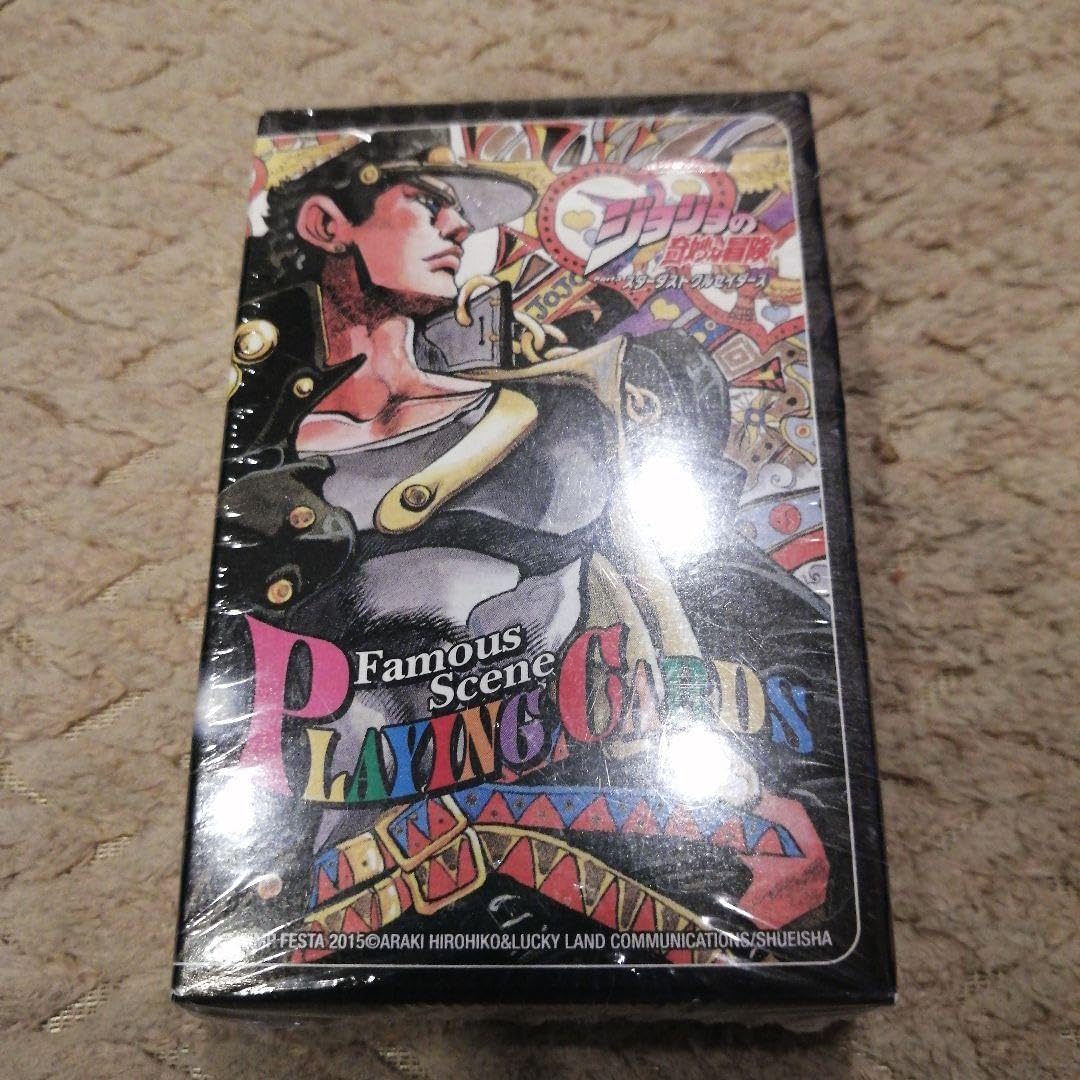 ジョジョの
奇妙な冒険
Part3 スターダストクルセイダース
JOJO
Famous
Scene
PLAYING CARDS
FESTA 2015©ARAKI HIROHIKO&LUCKY LAND COMMUNICATIONS/SHUEISHA